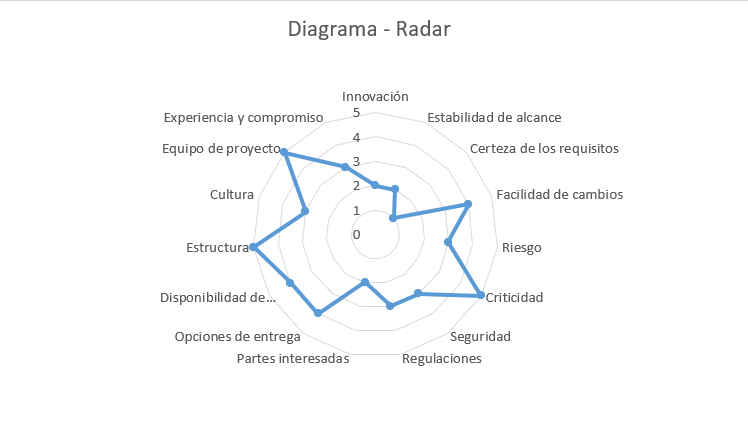 Diagrama - Radar
Innovación
Estabilidad de alcance
Certeza de los requisitos
Facilidad de cambios
Riesgo
Criticidad
Seguridad
Regulaciones
Partes interesadas
Opciones de entrega
Disponibilidad de...
Estructura
Cultura
Equipo de proyecto
Experiencia y compromiso
5
4
3
2
1
0